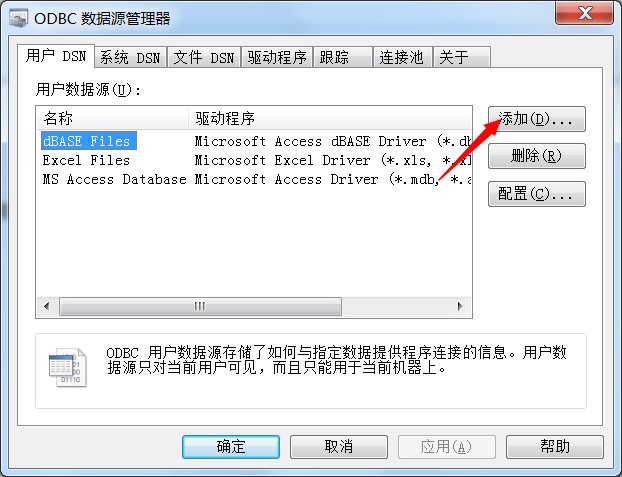 ODBC 数据源管理器
用户 DSN 系统 DSN 文件 DSN 驱动程序 跟踪 连接池 关于
用户数据源(U):
名称 驱动程序
添加(D)...
dBASE Files Microsoft Access dBASE Driver (*.db
Excel Files Microsoft Excel Driver (*.xls, *.xl
删除(R)
MS Access Database Microsoft Access Driver (*.mdb, *.a
配置(C)...
ODBC 用户数据源存储了如何与指定数据提供程序连接的信息。用户数
据源只对当前用户可见，而且只能用于当前机器上。
确定 取消 应用(A) 帮助